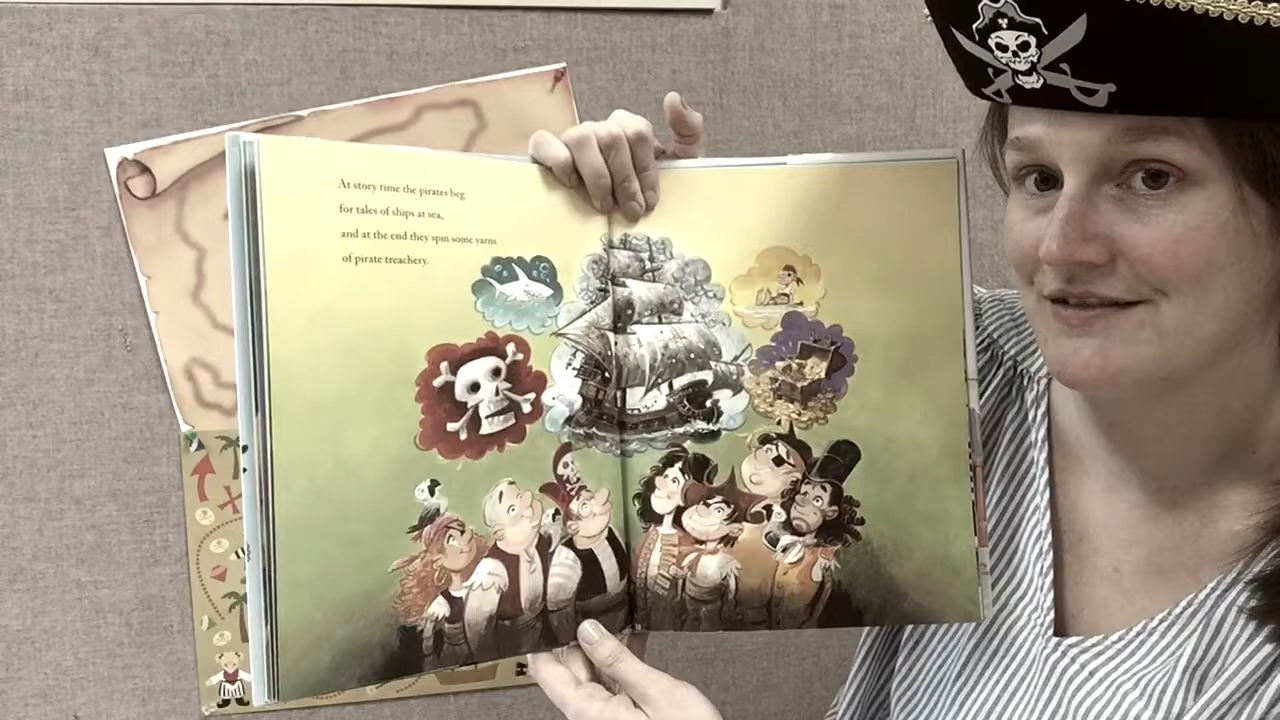 At story time the pirates beg
for tales of ships at sea,
and at the end they spin some yarns
of pirate treachery.